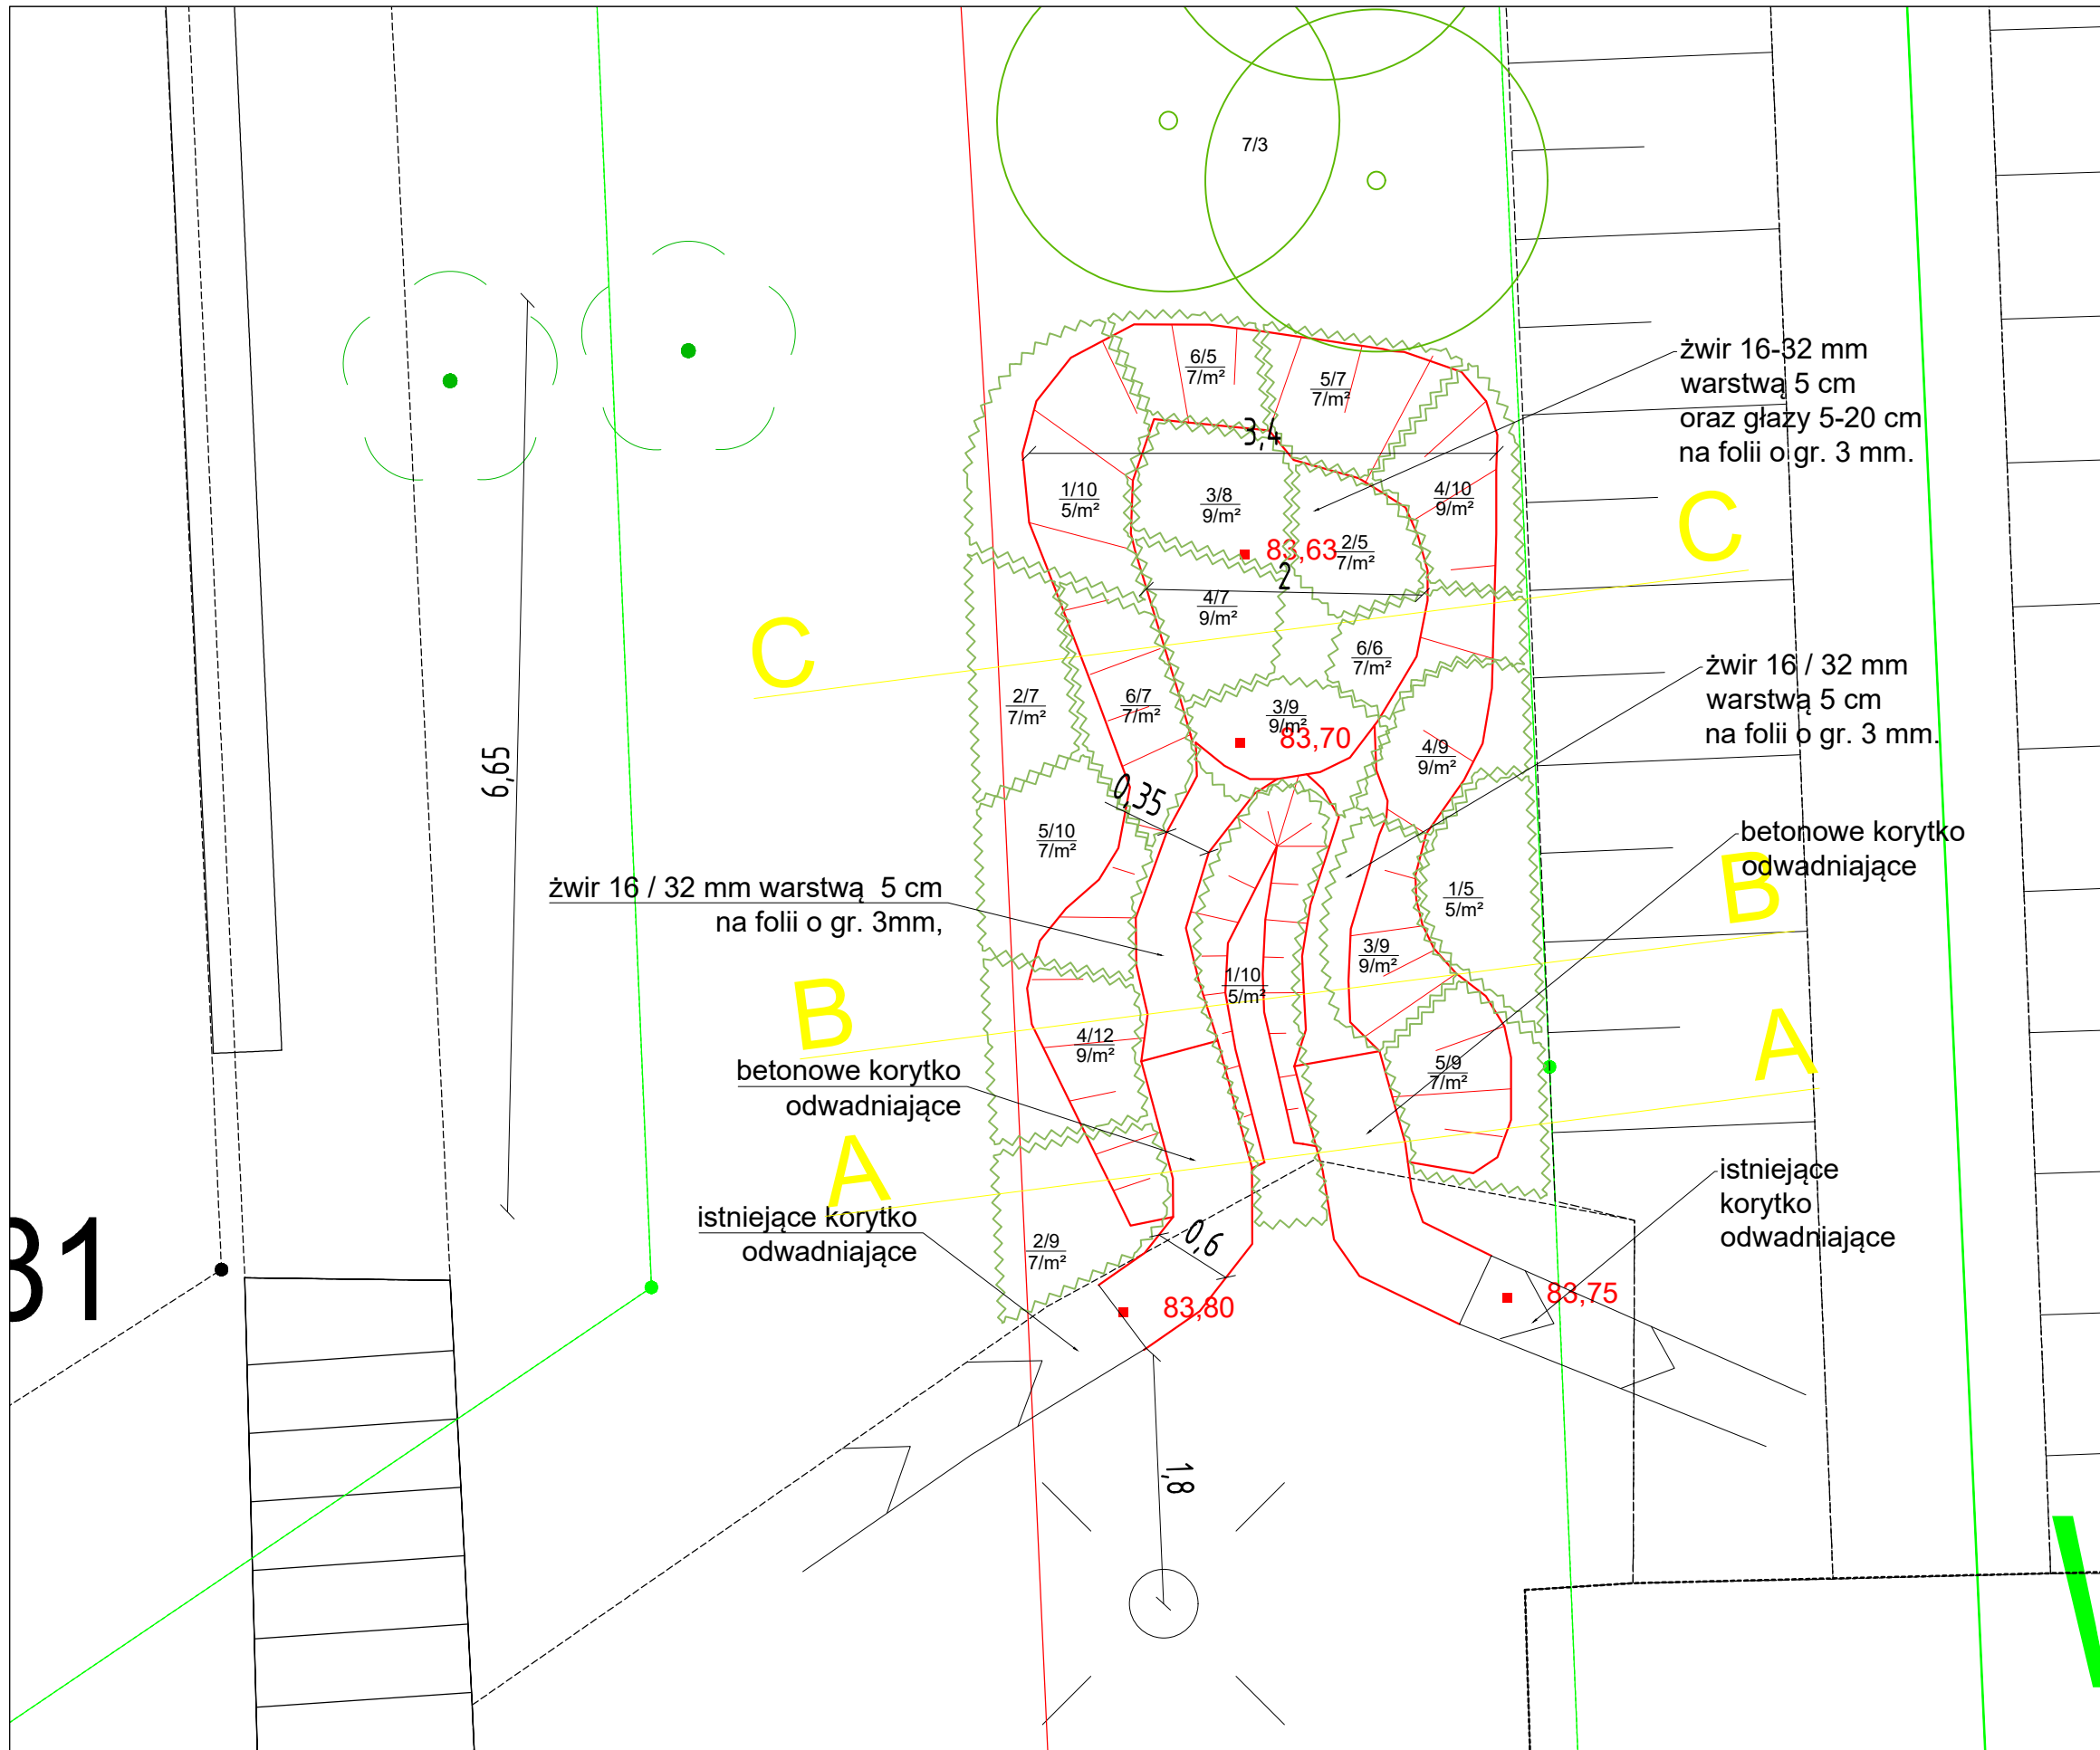 7/3
żwir 16-32 mm
warstwą 5 cm
oraz głazy 5-20 cm
na folii o gr. 3 mm.
6/5
7/m²
5/7
7/m²
3,4
1/10
5/m²
3/8
9/m²
4/10
9/m²
C
83,63
2/5
7/m²
2
4/7
9/m²
C
6/6
7/m²
żwir 16 / 32 mm
warstwą 5 cm
na folii o gr. 3 mm.
2/7
7/m²
6/7
7/m²
3/9
9/m²
83,70
4/9
9/m²
6,65
0,35
5/10
7/m²
betonowe korytko
odwadniające
B
żwir 16 / 32 mm warstwą 5 cm
na folii o gr. 3mm,
1/5
5/m²
3/9
9/m²
1/10
5/m²
B
4/12
9/m²
A
betonowe korytko
odwadniające
5/9
7/m²
A
istniejące korytko
odwadniające
istniejące
korytko
odwadniające
2/9
7/m²
0,6
31
83,80
83,75
1,8